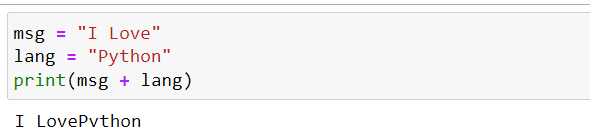 msg = "I Love"
lang = "Python"
print(msg + lang)
I LovePython